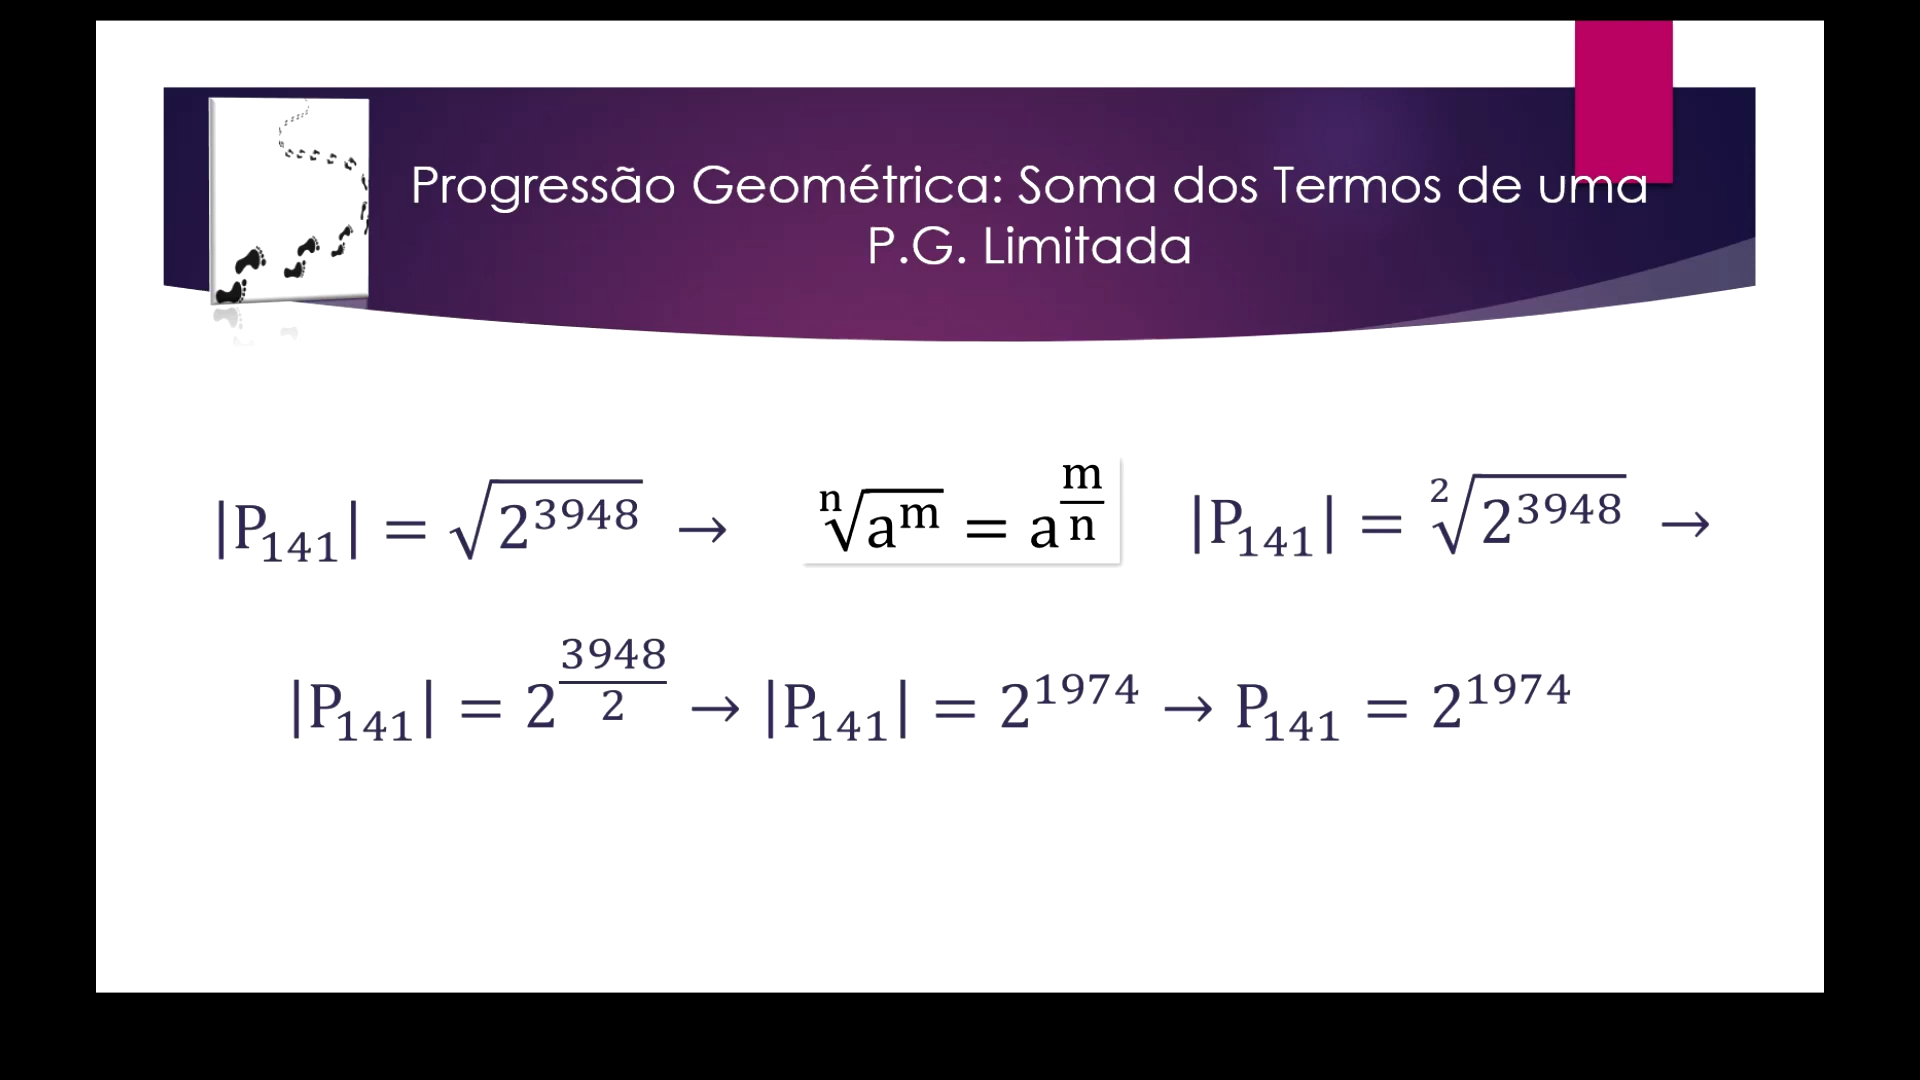 Progressão Geométrica: Soma dos Termos de uma
P.G. Limitada
|P₁₄₁| = √2³⁹⁴⁸ → ⁿ√aᵐ = a^(m/n) |P₁₄₁| = ²√2³⁹⁴⁸ →
|P₁₄₁| = 2^(3948/2) → |P₁₄₁| = 2¹⁹⁷⁴ → P₁₄₁ = 2¹⁹⁷⁴